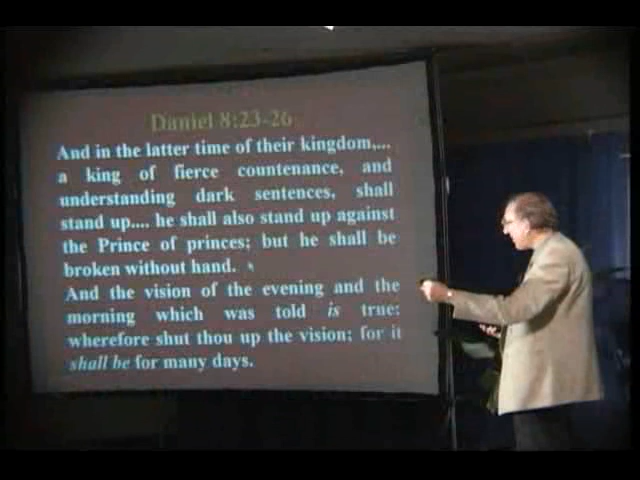 Daniel 8:23-26
And in the latter time of their kingdom,...
a king of fierce countenance, and
understanding dark sentences, shall
stand up.... he shall also stand up against
the Prince of princes; but he shall be
broken without hand.
And the vision of the evening and the
morning which was told is true:
wherefore shut thou up the vision; for it
shall be for many days.